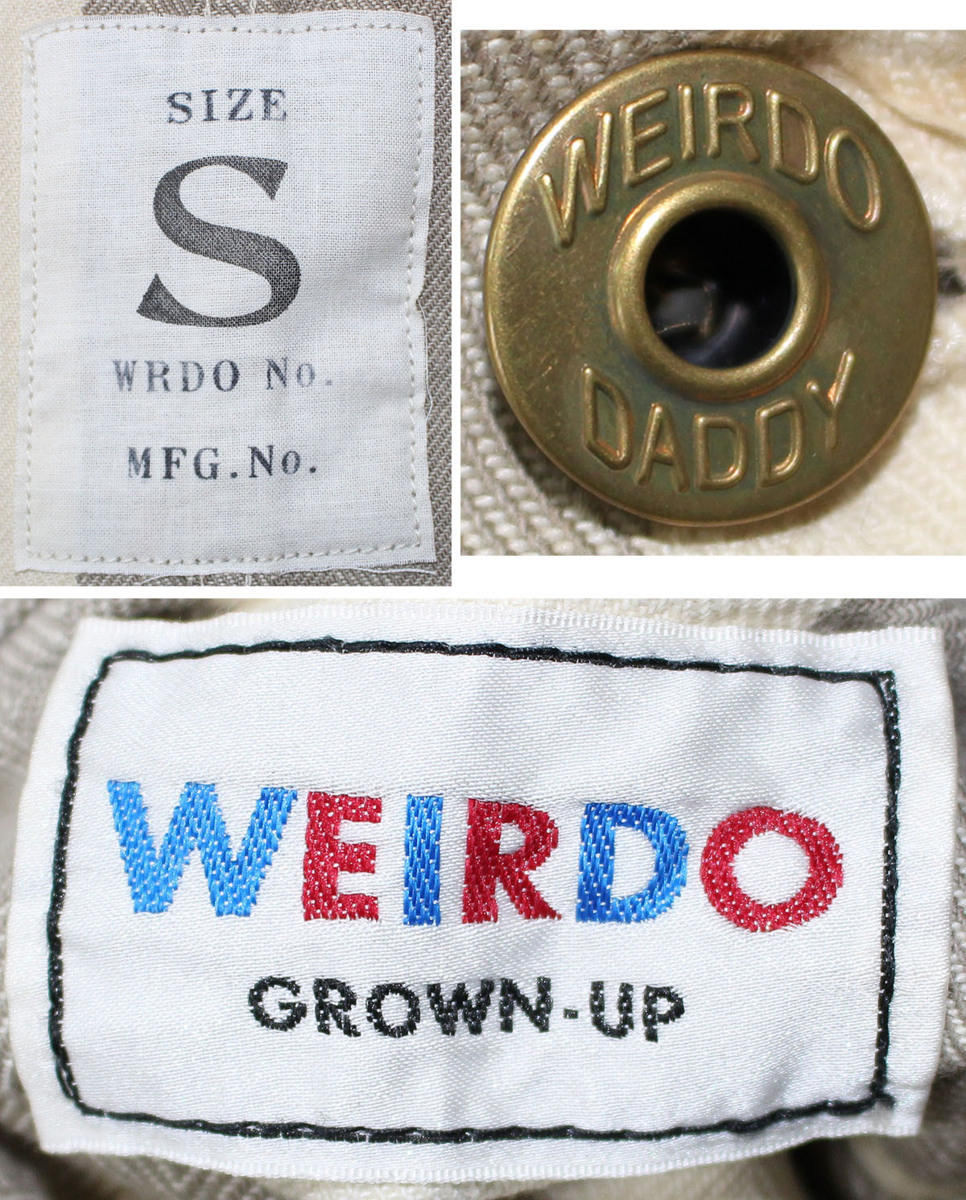 SIZE
S
WRDO No.
MFG.No.
WEIRDO
DADDY
WEIRDO
GROWN-UP